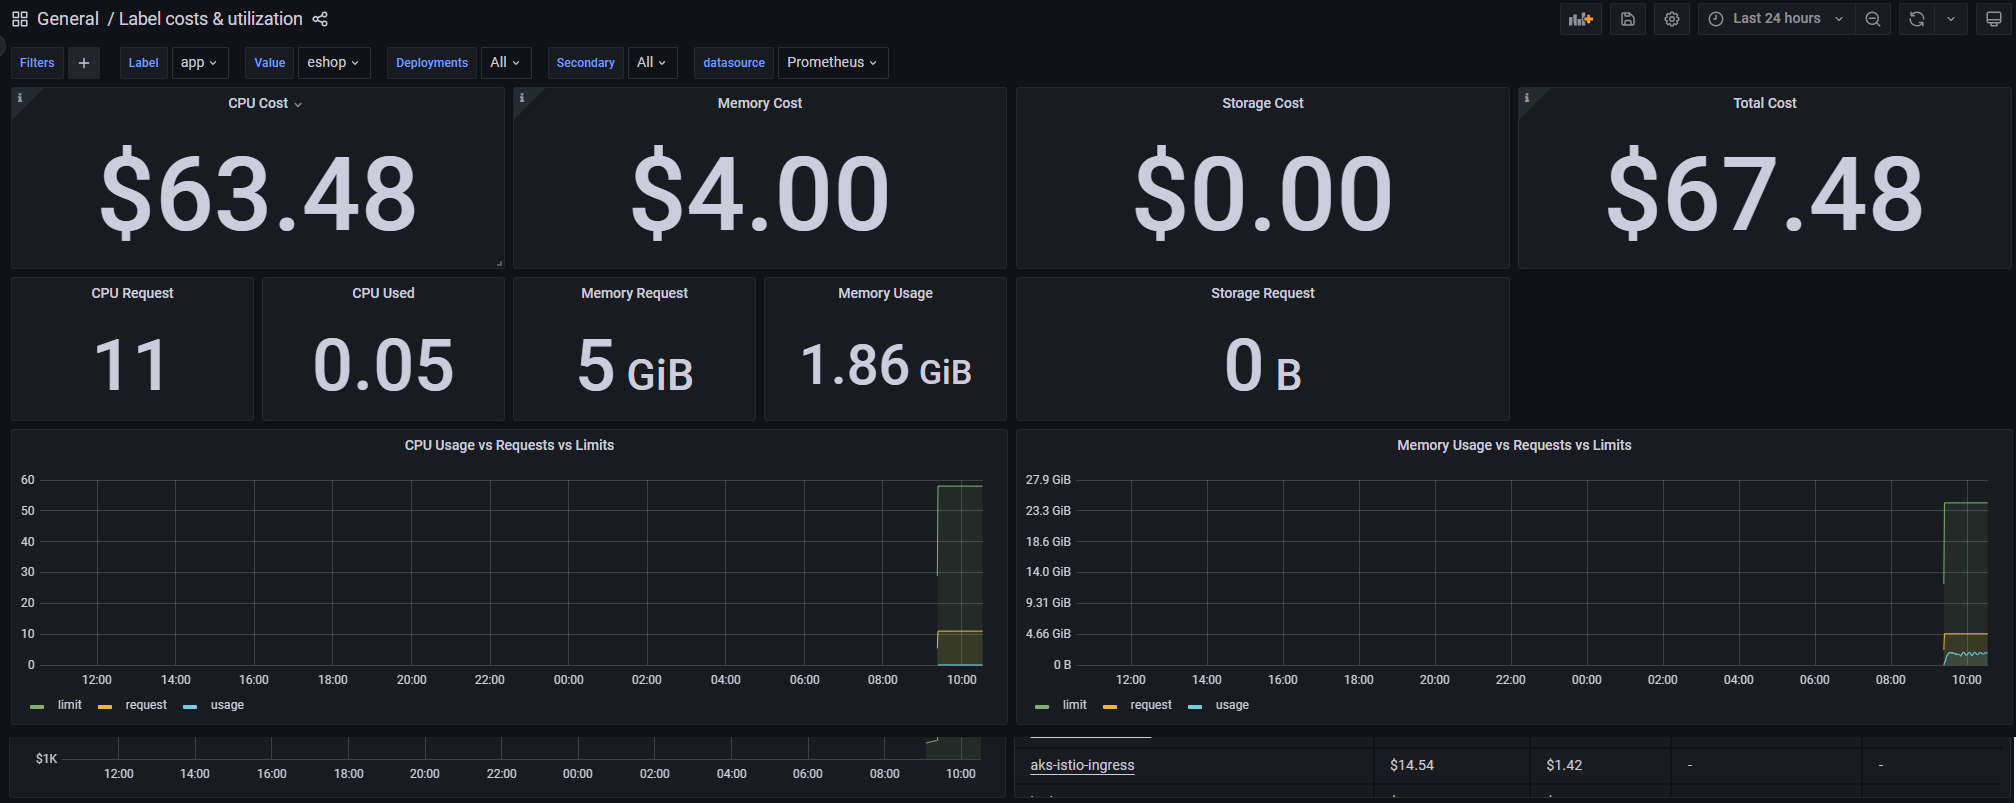 General / Label costs & utilization
Last 24 hours
Filters + Label app Value eshop Deployments All Secondary All datasource Prometheus
CPU Cost
$63.48
Memory Cost
$4.00
Storage Cost
$0.00
Total Cost
$67.48
CPU Request
11
CPU Used
0.05
Memory Request
5 GiB
Memory Usage
1.86 GiB
Storage Request
0 B
CPU Usage vs Requests vs Limits
60
50
40
30
20
10
0
12:00 14:00 16:00 18:00 20:00 22:00 00:00 02:00 04:00 06:00 08:00 10:00
limit request usage
Memory Usage vs Requests vs Limits
27.9 GiB
23.3 GiB
18.6 GiB
14.0 GiB
9.31 GiB
4.66 GiB
0 B
12:00 14:00 16:00 18:00 20:00 22:00 00:00 02:00 04:00 06:00 08:00 10:00
limit request usage
$1K
12:00 14:00 16:00 18:00 20:00 22:00 00:00 02:00 04:00 06:00 08:00 10:00
aks-istio-ingress $14.54 $1.42 - -